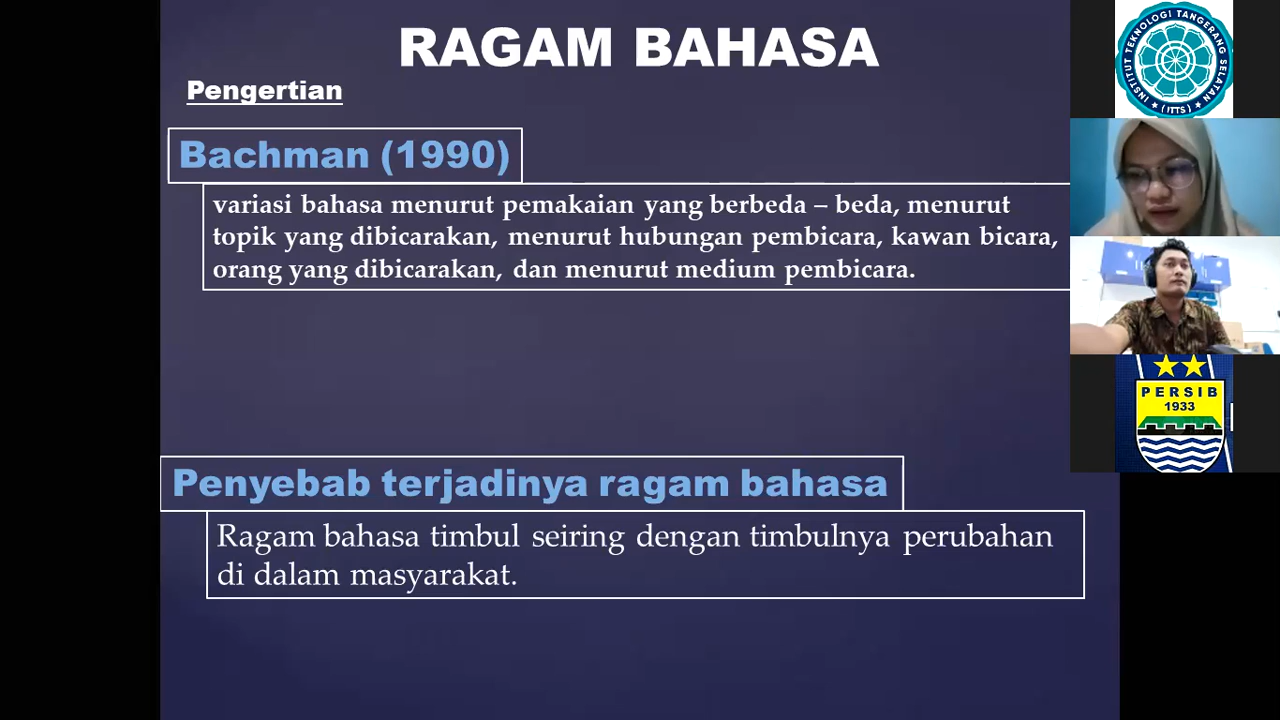 RAGAM BAHASA
Pengertian
Bachman (1990)
variasi bahasa menurut pemakaian yang berbeda – beda, menurut
topik yang dibicarakan, menurut hubungan pembicara, kawan bicara,
orang yang dibicarakan, dan menurut medium pembicara.
Penyebab terjadinya ragam bahasa
Ragam bahasa timbul seiring dengan timbulnya perubahan
di dalam masyarakat.
INSTITUT TEKNOLOGI TANGERANG SELATAN
(ITTS)
PERSIB
1933